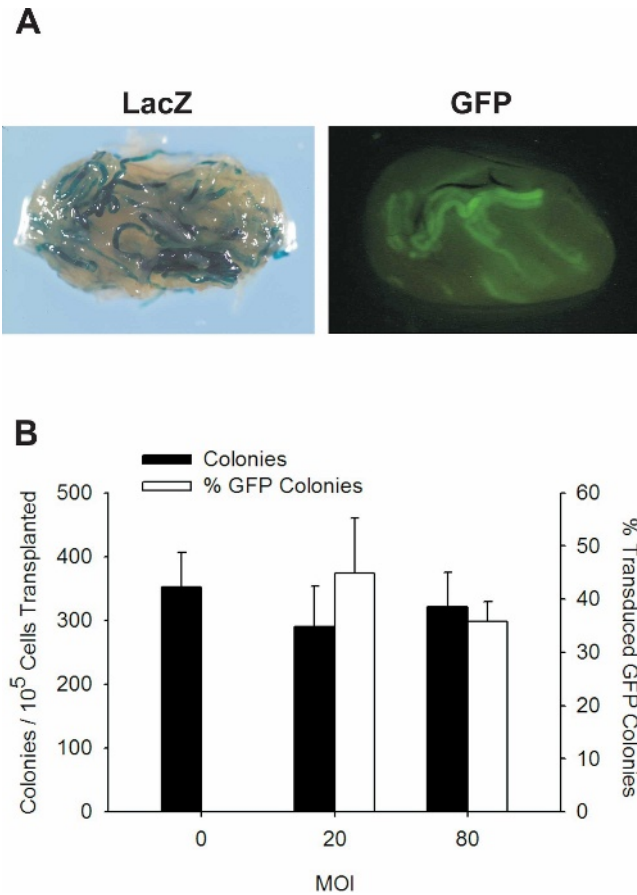 A
LacZ GFP
B
Colonies
% GFP Colonies
Colonies / 10⁵ Cells Transplanted
500
400
300
200
100
0
60
50
40
30
20
10
0
% Transduced GFP Colonies
0 20 80
MOI